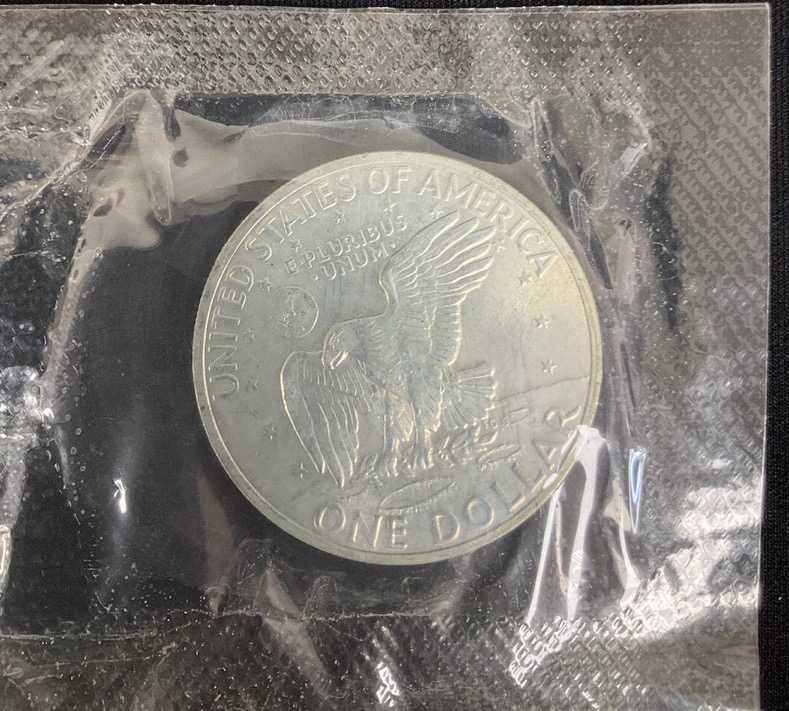 UNITED STATES OF AMERICA
E·PLURIBUS
UNUM·
ONE DOLLAR